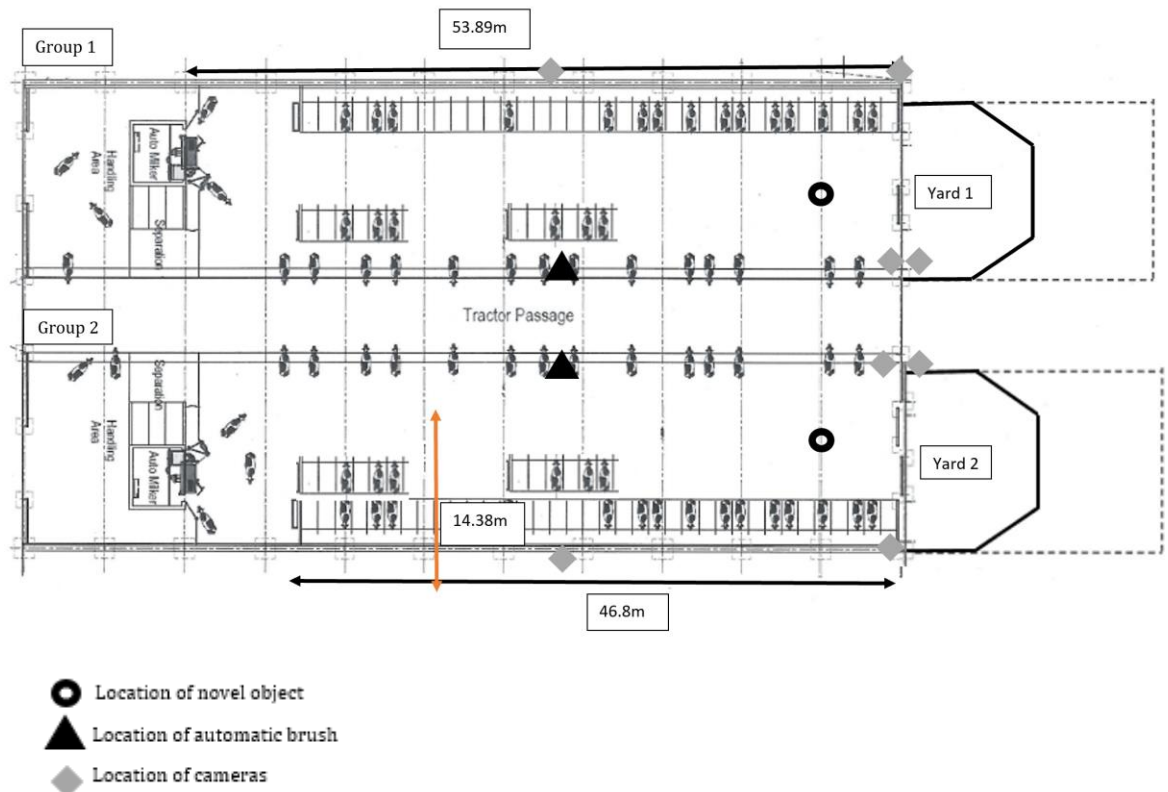 53.89m
Group 1
Auto Milker
Handling
Area
Separation
Yard 1
Tractor Passage
Group 2
Separation
Handling
Area
Auto Milker
Yard 2
14.38m
46.8m
Location of novel object
Location of automatic brush
Location of cameras